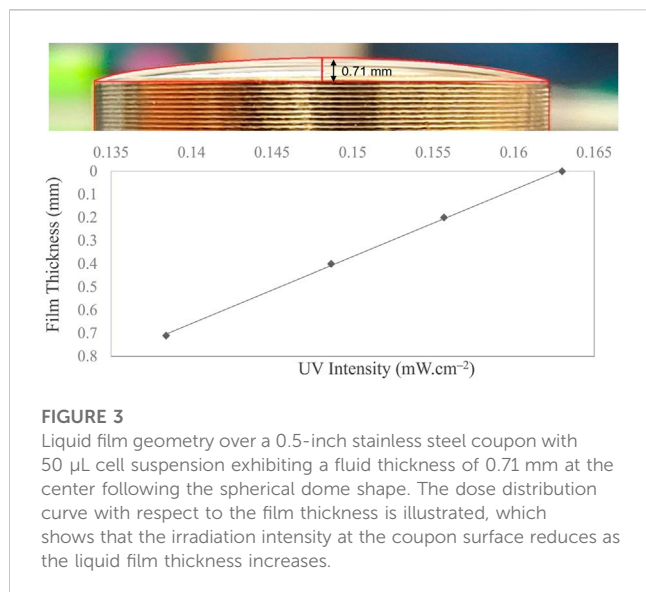 0.71 mm
0.135 0.14 0.145 0.15 0.155 0.16 0.165
0
0.1
0.2
0.3
0.4
0.5
0.6
0.7
0.8
Film Thickness (mm)
UV Intensity (mW.cm⁻²)
FIGURE 3
Liquid film geometry over a 0.5-inch stainless steel coupon with
50 µL cell suspension exhibiting a fluid thickness of 0.71 mm at the
center following the spherical dome shape. The dose distribution
curve with respect to the film thickness is illustrated, which
shows that the irradiation intensity at the coupon surface reduces as
the liquid film thickness increases.